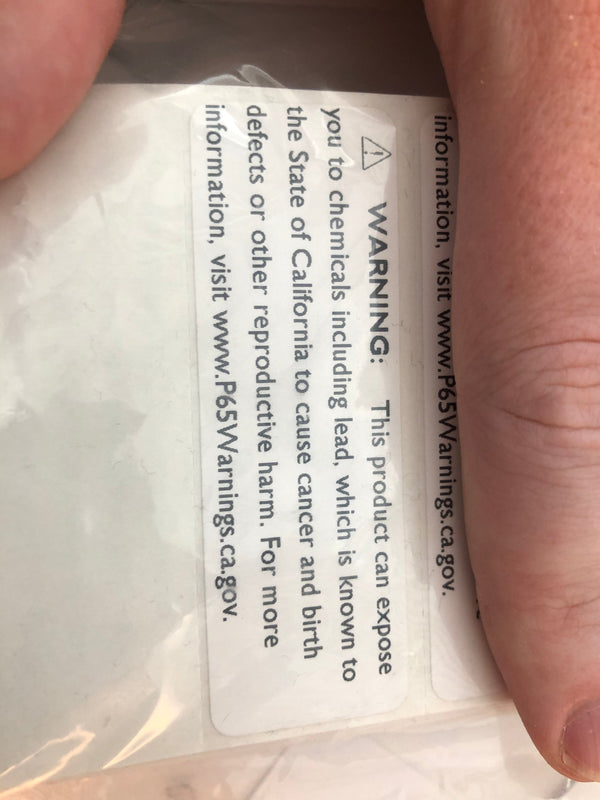 information, visit www.P65Warnings.ca.gov.
⚠ WARNING: This product can expose
you to chemicals including lead, which is known to
the State of California to cause cancer and birth
defects or other reproductive harm. For more
information, visit www.P65Warnings.ca.gov.